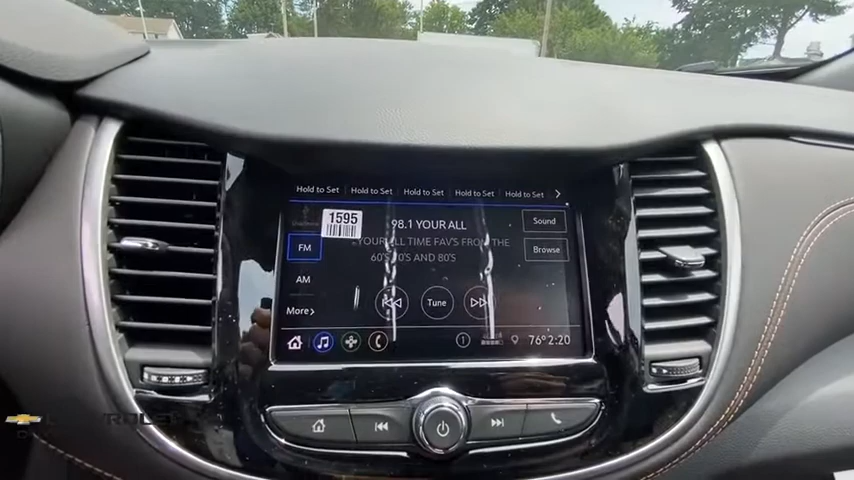 Hold to Set Hold to Set Hold to Set Hold to Set Hold to Set
1595
98.1 YOUR ALL
Sound
FM
YOUR ALL TIME FAV'S FROM THE
60'S 70'S AND 80'S
Browse
AM
Tune
More
1
76° 2:20